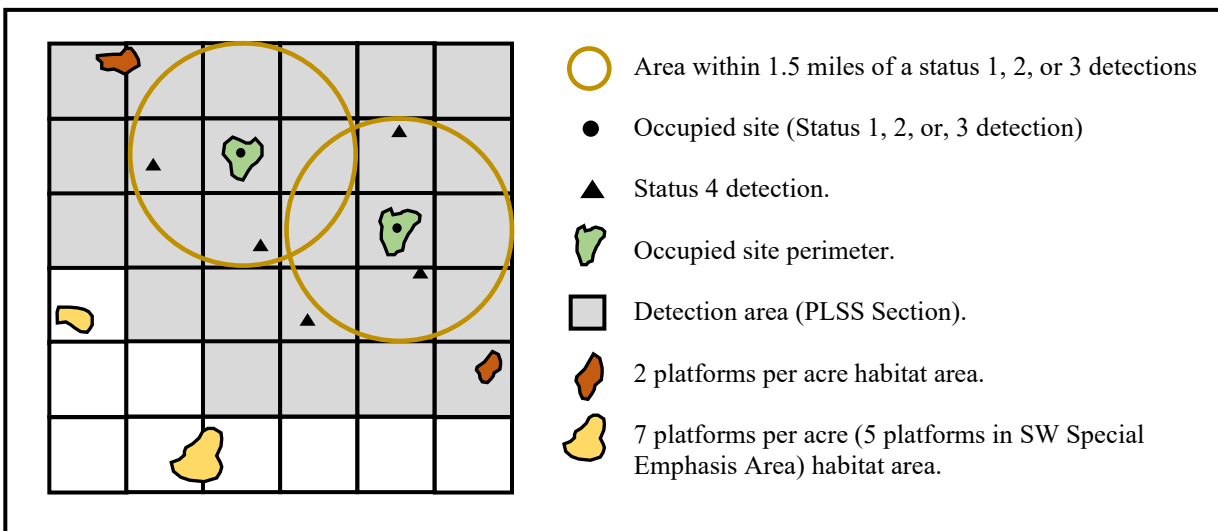 Area within 1.5 miles of a status 1, 2, or 3 detections
Occupied site (Status 1, 2, or, 3 detection)
Status 4 detection.
Occupied site perimeter.
Detection area (PLSS Section).
2 platforms per acre habitat area.
7 platforms per acre (5 platforms in SW Special
Emphasis Area) habitat area.